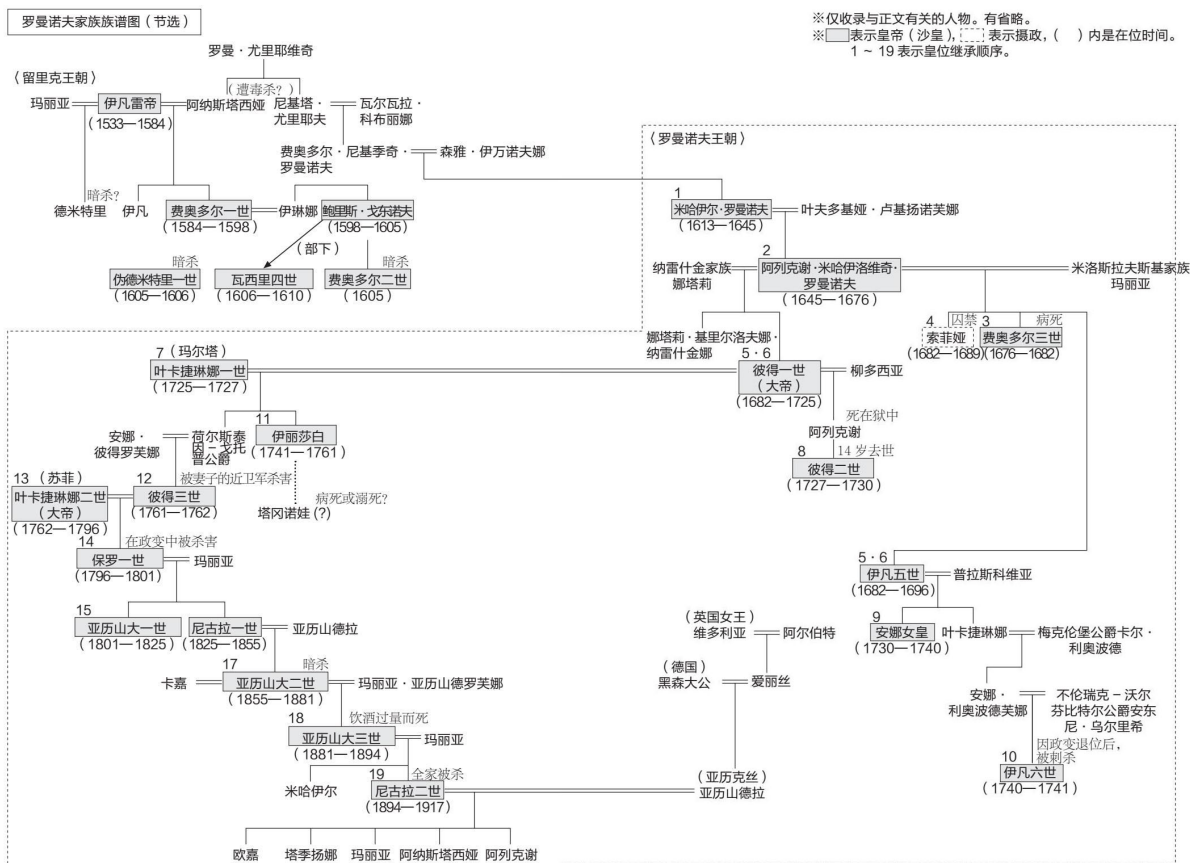 罗曼诺夫家族族谱图（节选）
※仅收录与正文有关的人物。有省略。
※ 表示皇帝（沙皇）， 表示摄政，（ ）内是在位时间。
1～19表示皇位继承顺序。
罗曼·尤里耶维奇
〈留里克王朝〉
（遭毒杀？）
玛丽亚
伊凡雷帝
（1533—1584）
阿纳斯塔西娅
尼基塔·
尤里耶夫
瓦尔瓦拉·
科布丽娜
费奥多尔·尼基季奇·
罗曼诺夫
森雅·伊万诺夫娜
暗杀？
德米特里
伊凡
费奥多尔一世
（1584—1598）
伊琳娜
鲍里斯·戈东诺夫
（1598—1605）
（部下）
暗杀
伪德米特里一世
（1605—1606）
瓦西里四世
（1606—1610）
暗杀
费奥多尔二世
（1605）
〈罗曼诺夫王朝〉
1
米哈伊尔·罗曼诺夫
（1613—1645）
叶夫多基娅·卢基扬诺芙娜
2
纳雷什金家族
娜塔莉
阿列克谢·米哈伊洛维奇·
罗曼诺夫
（1645—1676）
米洛斯拉夫斯基家族
玛丽亚
娜塔莉·基里尔洛夫娜·
纳雷什金娜
4
囚禁
索菲娅
（1682—1689）
3
病死
费奥多尔三世
（1676—1682）
7（玛尔塔）
叶卡捷琳娜一世
（1725—1727）
5·6
彼得一世
（大帝）
（1682—1725）
柳多西亚
死在狱中
阿列克谢
8
14岁去世
彼得二世
（1727—1730）
安娜·
彼得罗芙娜
荷尔斯泰
因－戈托
普公爵
11
伊丽莎白
（1741—1761）
病死或溺死？
塔冈诺娃（？）
13（苏菲）
叶卡捷琳娜二世
（大帝）
（1762—1796）
12
被妻子的近卫军杀害
彼得三世
（1761—1762）
14
在政变中被杀害
保罗一世
（1796—1801）
玛丽亚
15
亚历山大一世
（1801—1825）
尼古拉一世
（1825—1855）
亚历山德拉
17
暗杀
卡嘉
亚历山大二世
（1855—1881）
玛丽亚·亚历山德罗芙娜
18
饮酒过量而死
亚历山大三世
（1881—1894）
玛丽亚
米哈伊尔
19
全家被杀
尼古拉二世
（1894—1917）
（亚历克丝）
亚历山德拉
欧嘉
塔季扬娜
玛丽亚
阿纳斯塔西娅
阿列克谢
（英国女王）
维多利亚
阿尔伯特
（德国）
黑森大公
爱丽丝
5·6
伊凡五世
（1682—1696）
普拉斯科维亚
9
安娜女皇
（1730—1740）
叶卡捷琳娜
梅克伦堡公爵卡尔·
利奥波德
安娜·
利奥波德芙娜
不伦瑞克－沃尔
芬比特尔公爵安东
尼·乌尔里希
因政变退位后，
被刺杀
10
伊凡六世
（1740—1741）